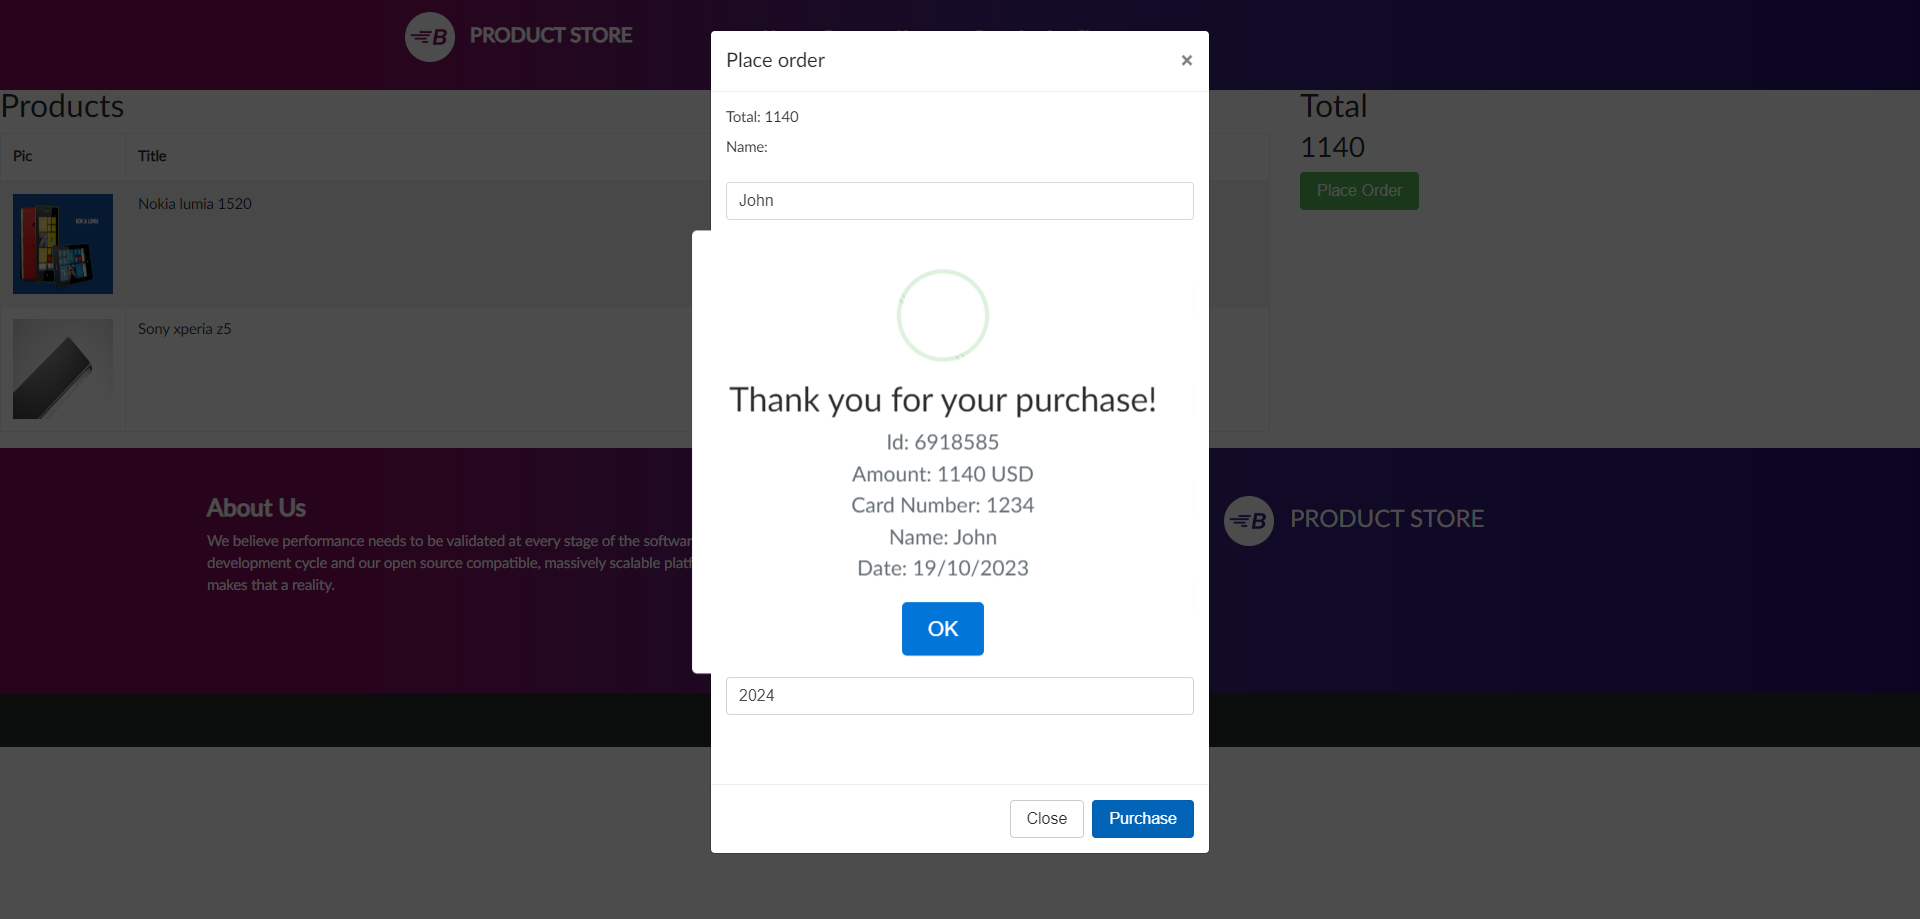 B PRODUCT STORE
Place order ×
Total: 1140
Name:
John
Products
Pic Title
Nokia lumia 1520
NOKIA LUMIA
Sony xperia z5
Total
1140
Place Order
Thank you for your purchase!
Id: 6918585
Amount: 1140 USD
Card Number: 1234
Name: John
Date: 19/10/2023
OK
2024
Close Purchase
About Us
We believe performance needs to be validated at every stage of the
development cycle and our open source compatible, massively scalable
makes that a reality.
B PRODUCT STORE